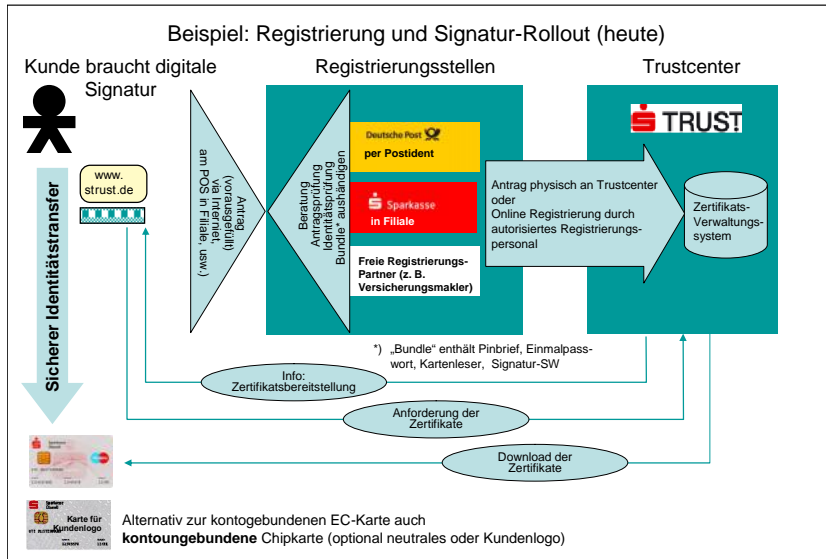 Beispiel: Registrierung und Signatur-Rollout (heute)
Kunde braucht digitale
Signatur
Registrierungsstellen
Trustcenter
www.
strust.de
Sicherer Identitätstransfer
Antrag
(vorausgefüllt)
via Internet,
am POS in Filiale, usw.)
Beratung
Antragsprüfung
Identitätsprüfung
Bundle* aushändigen
Deutsche Post
per Postident
Sparkasse
in Filiale
Freie Registrierungs-
Partner (z. B.
Versicherungsmakler)
Antrag physisch an Trustcenter
oder
Online Registrierung durch
autorisiertes Registrierungs-
personal
S TRUST
Zertifikats-
Verwaltungs-
system
*) „Bundle“ enthält Pinbrief, Einmalpass-
wort, Kartenleser, Signatur-SW
Info:
Zertifikatsbereitstellung
Anforderung der
Zertifikate
Download der
Zertifikate
Karte für
Kundenlogo
Alternativ zur kontogebundenen EC-Karte auch
kontoungebundene Chipkarte (optional neutrales oder Kundenlogo)